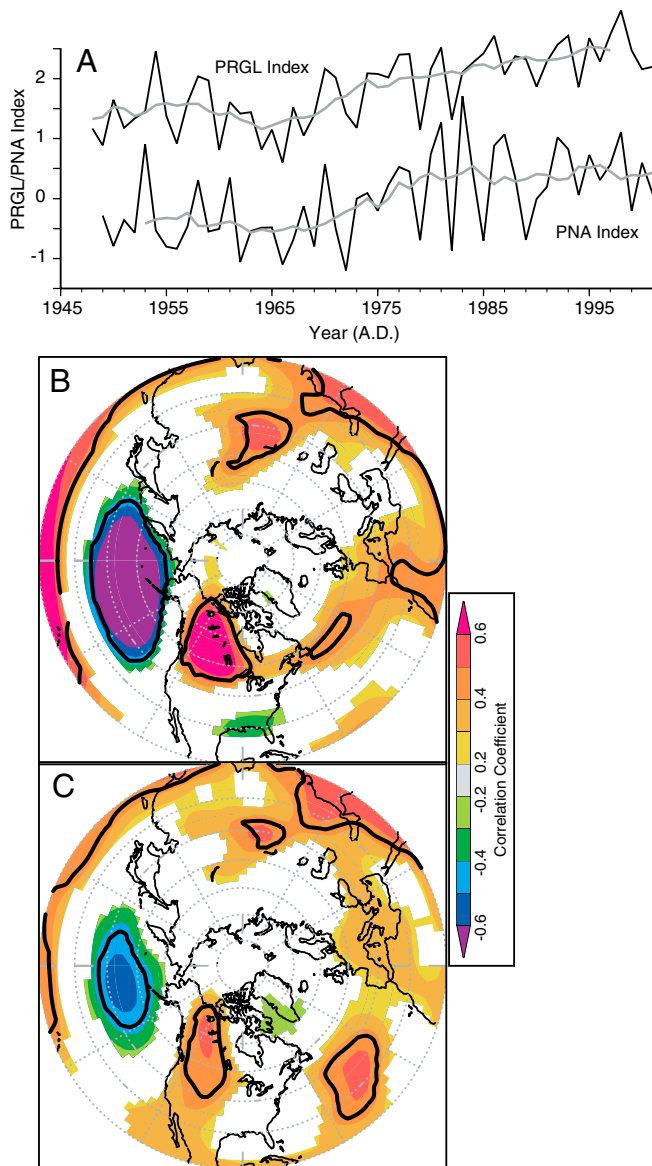 A
PRGL Index
PNA Index
PRGL/PNA Index
2
1
0
-1
1945 1955 1965 1975 1985 1995
Year (A.D.)
B
C
0.6
0.4
0.2
-0.2
-0.4
-0.6
Correlation Coefficient